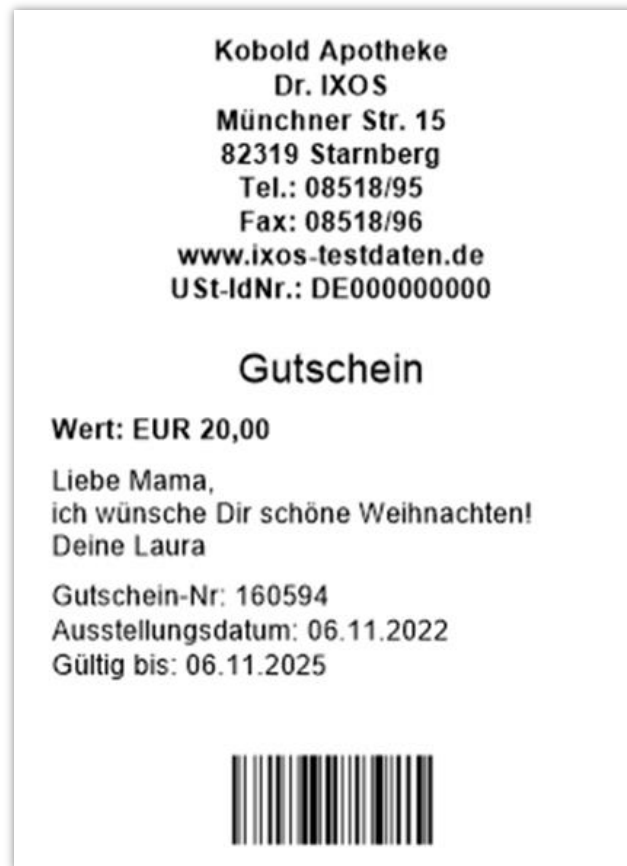 Kobold Apotheke
Dr. IXOS
Münchner Str. 15
82319 Starnberg
Tel.: 08518/95
Fax: 08518/96
www.ixos-testdaten.de
USt-IdNr.: DE000000000
Gutschein
Wert: EUR 20,00
Liebe Mama,
ich wünsche Dir schöne Weihnachten!
Deine Laura
Gutschein-Nr: 160594
Ausstellungsdatum: 06.11.2022
Gültig bis: 06.11.2025